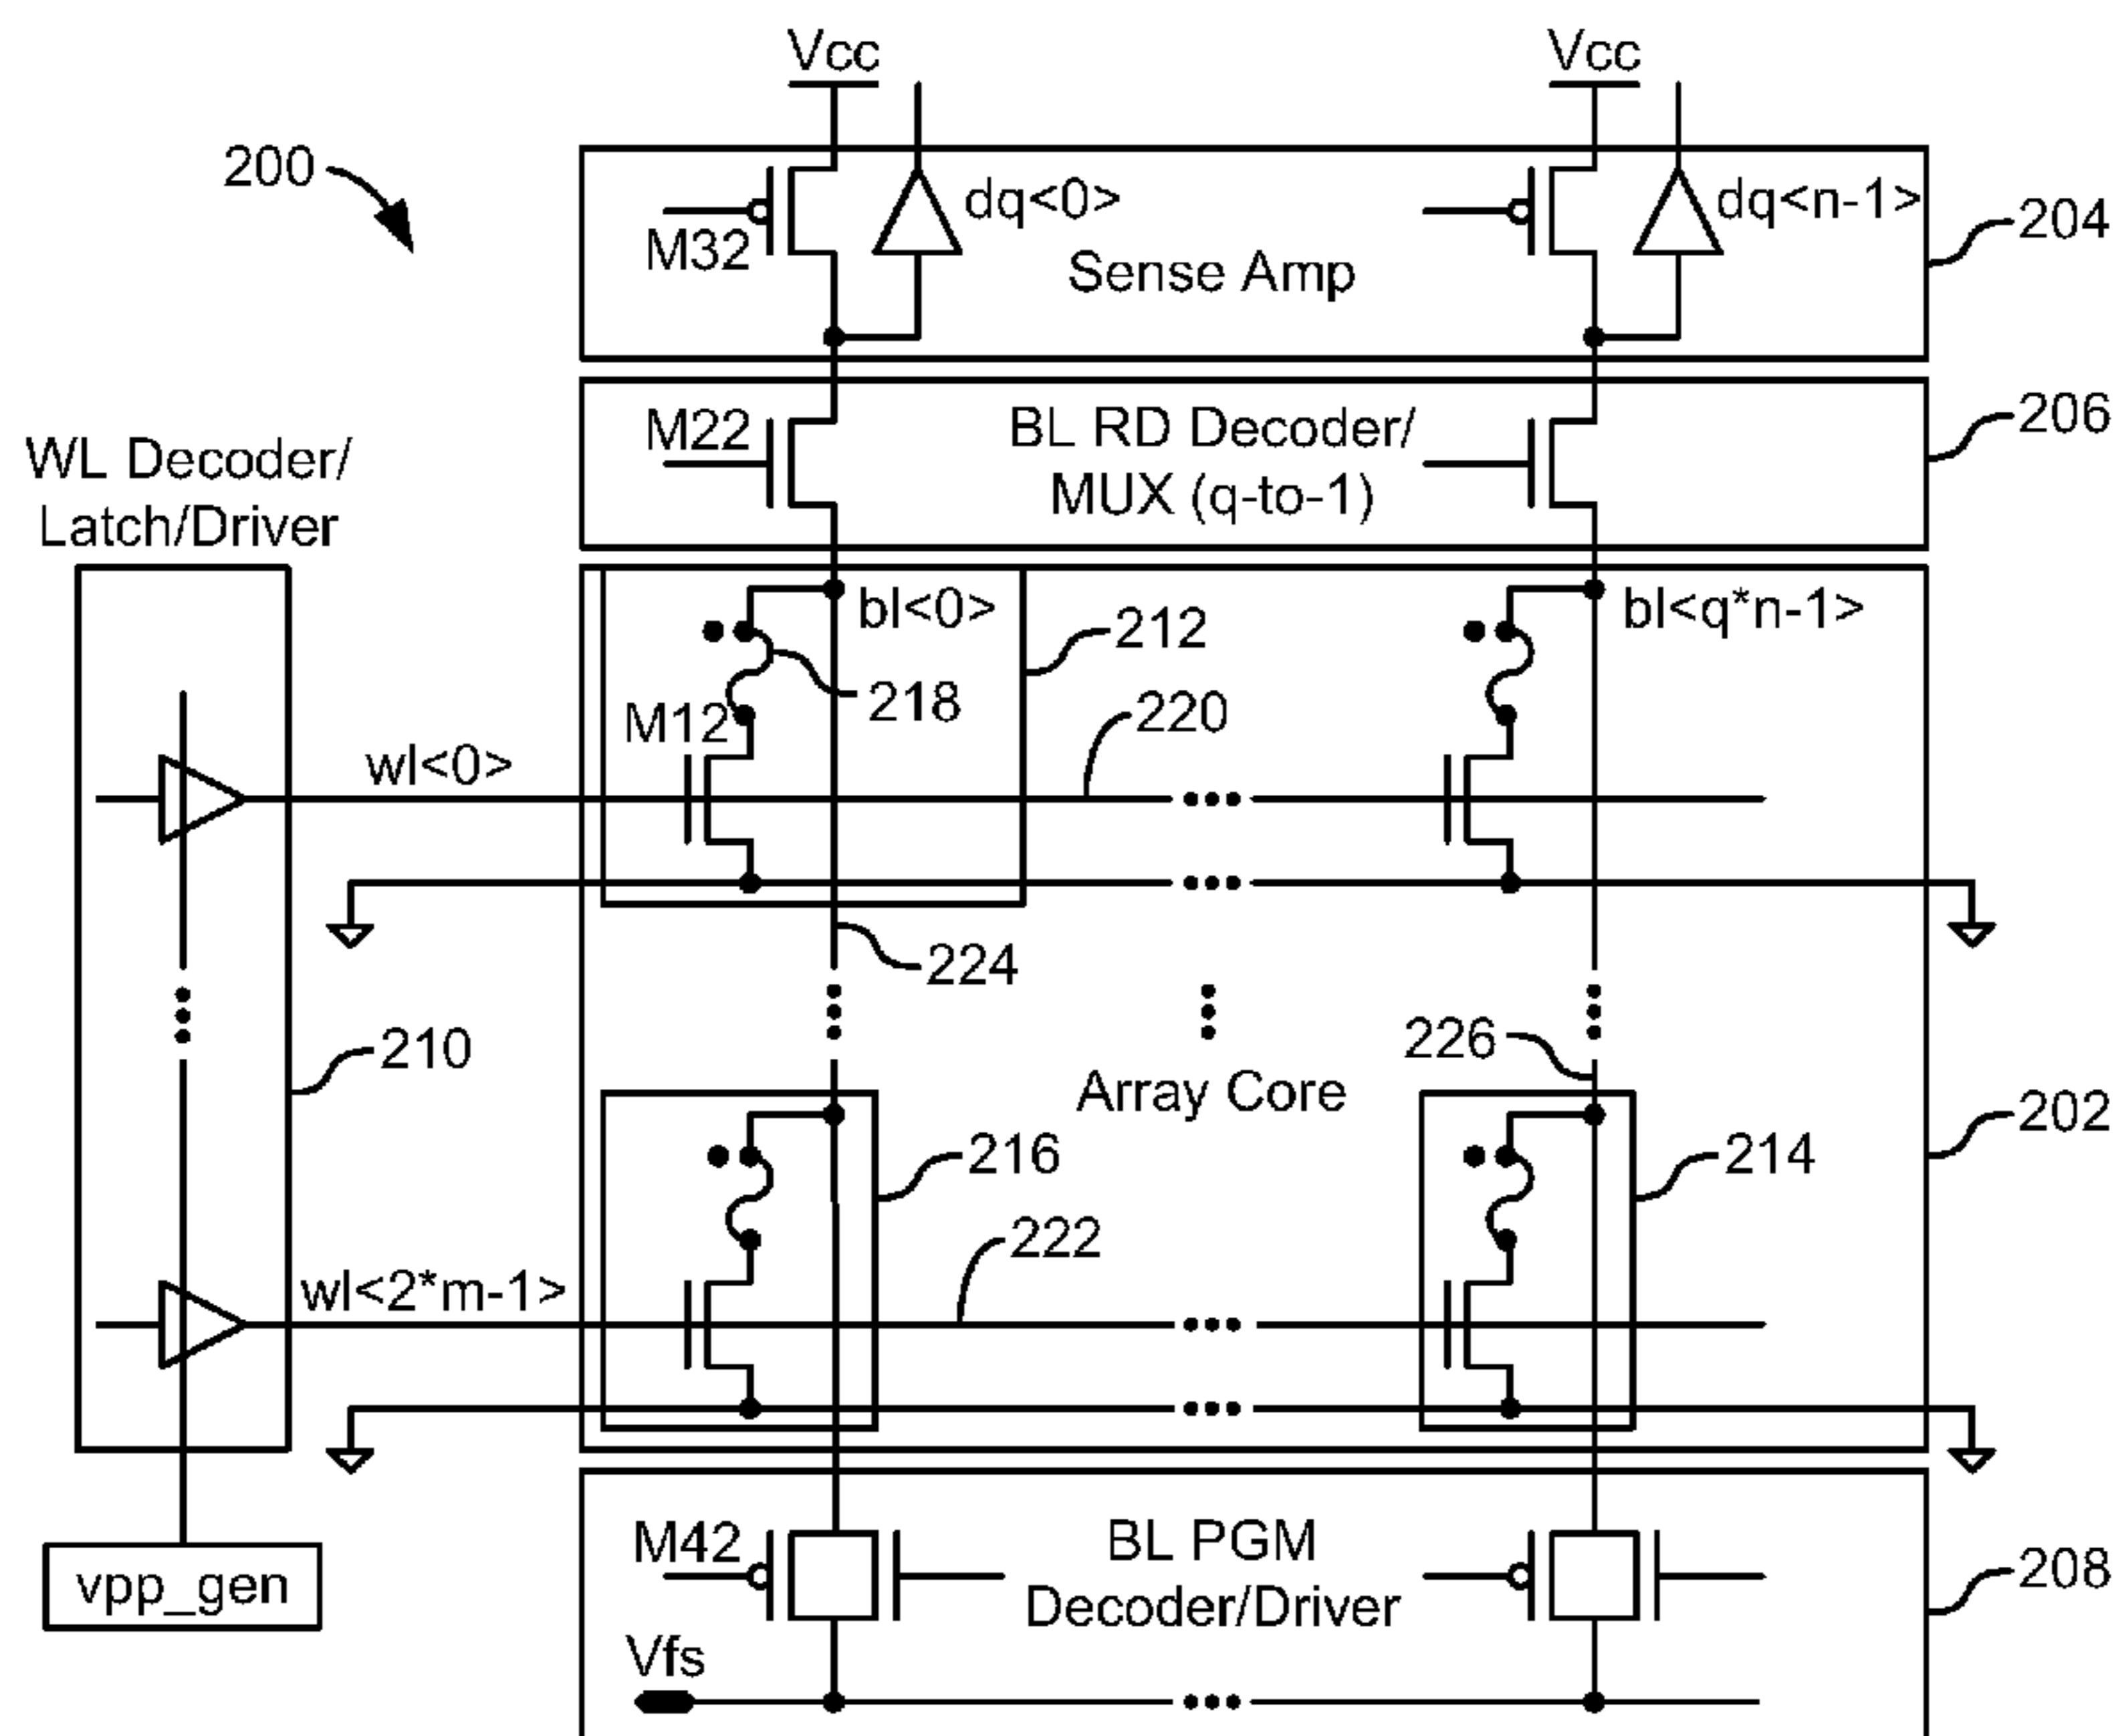 Vcc
Vcc
200
dq<0>
dq<n-1>
204
M32
Sense Amp
M22
BL RD Decoder/
MUX (q-to-1)
206
WL Decoder/
Latch/Driver
bl<0>
212
bl<q*n-1>
218
M12
220
wl<0>
224
210
226
Array Core
202
216
214
222
wl<2*m-1>
M42
BL PGM
Decoder/Driver
208
vpp_gen
Vfs